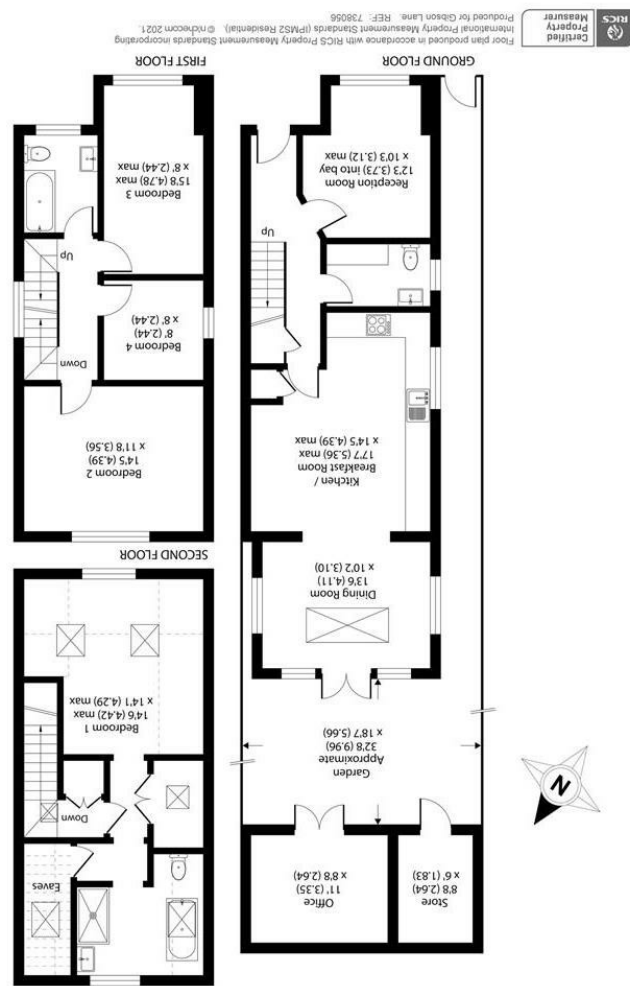 N
Store
8'8 (2.64)
x 6' (1.83)
Office
11' (3.35)
x 8'8 (2.64)
Garden
Approximate
32'8 (9.96)
x 18'7 (5.66)
Dining Room
13'6 (4.11)
x 10'2 (3.10)
Kitchen /
Breakfast Room
17'7 (5.36) max
x 14'5 (4.39) max
Up
Reception Room
12'3 (3.73) into bay
x 10'3 (3.12) max
GROUND FLOOR
Eaves
Down
Bedroom 1
14'6 (4.42) max
x 14'1 (4.29) max
SECOND FLOOR
Bedroom 2
14'5 (4.39)
x 11'8 (3.56)
Down
Bedroom 4
8' (2.44)
x 8' (2.44)
Up
Bedroom 3
15'8 (4.78) max
x 8' (2.44) max
FIRST FLOOR
RICS
Certified
Property
Measurer
Floor plan produced in accordance with RICS Property Measurement Standards incorporating
International Property Measurement Standards (IPMS2 Residential). © nichecom 2021.
Produced for Gibson Lane. REF: 738056